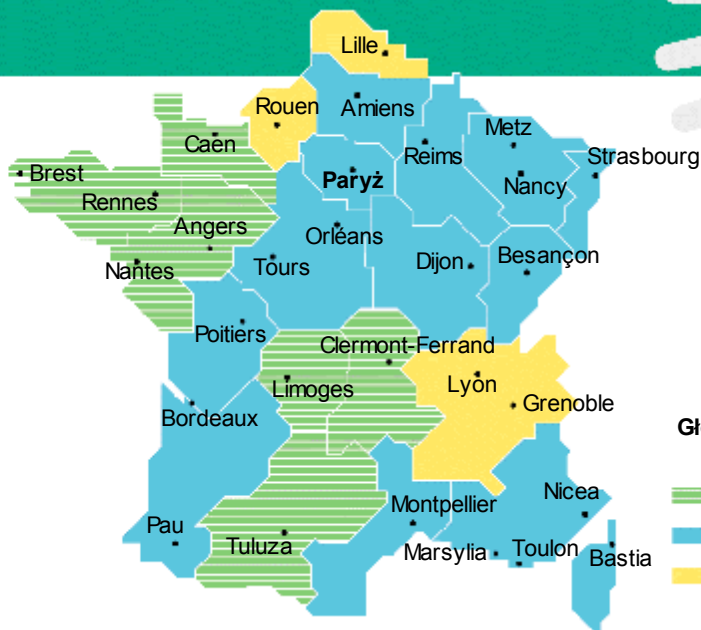 Lille
Rouen
Amiens
Caen
Reims
Metz
Strasbourg
Brest
Paryż
Nancy
Rennes
Angers
Orléans
Nantes
Tours
Dijon
Besançon
Poitiers
Clermont-Ferrand
Limoges
Lyon
Grenoble
Bordeaux
Gł
Montpellier
Nicea
Pau
Tuluza
Marsylia
Toulon
Bastia